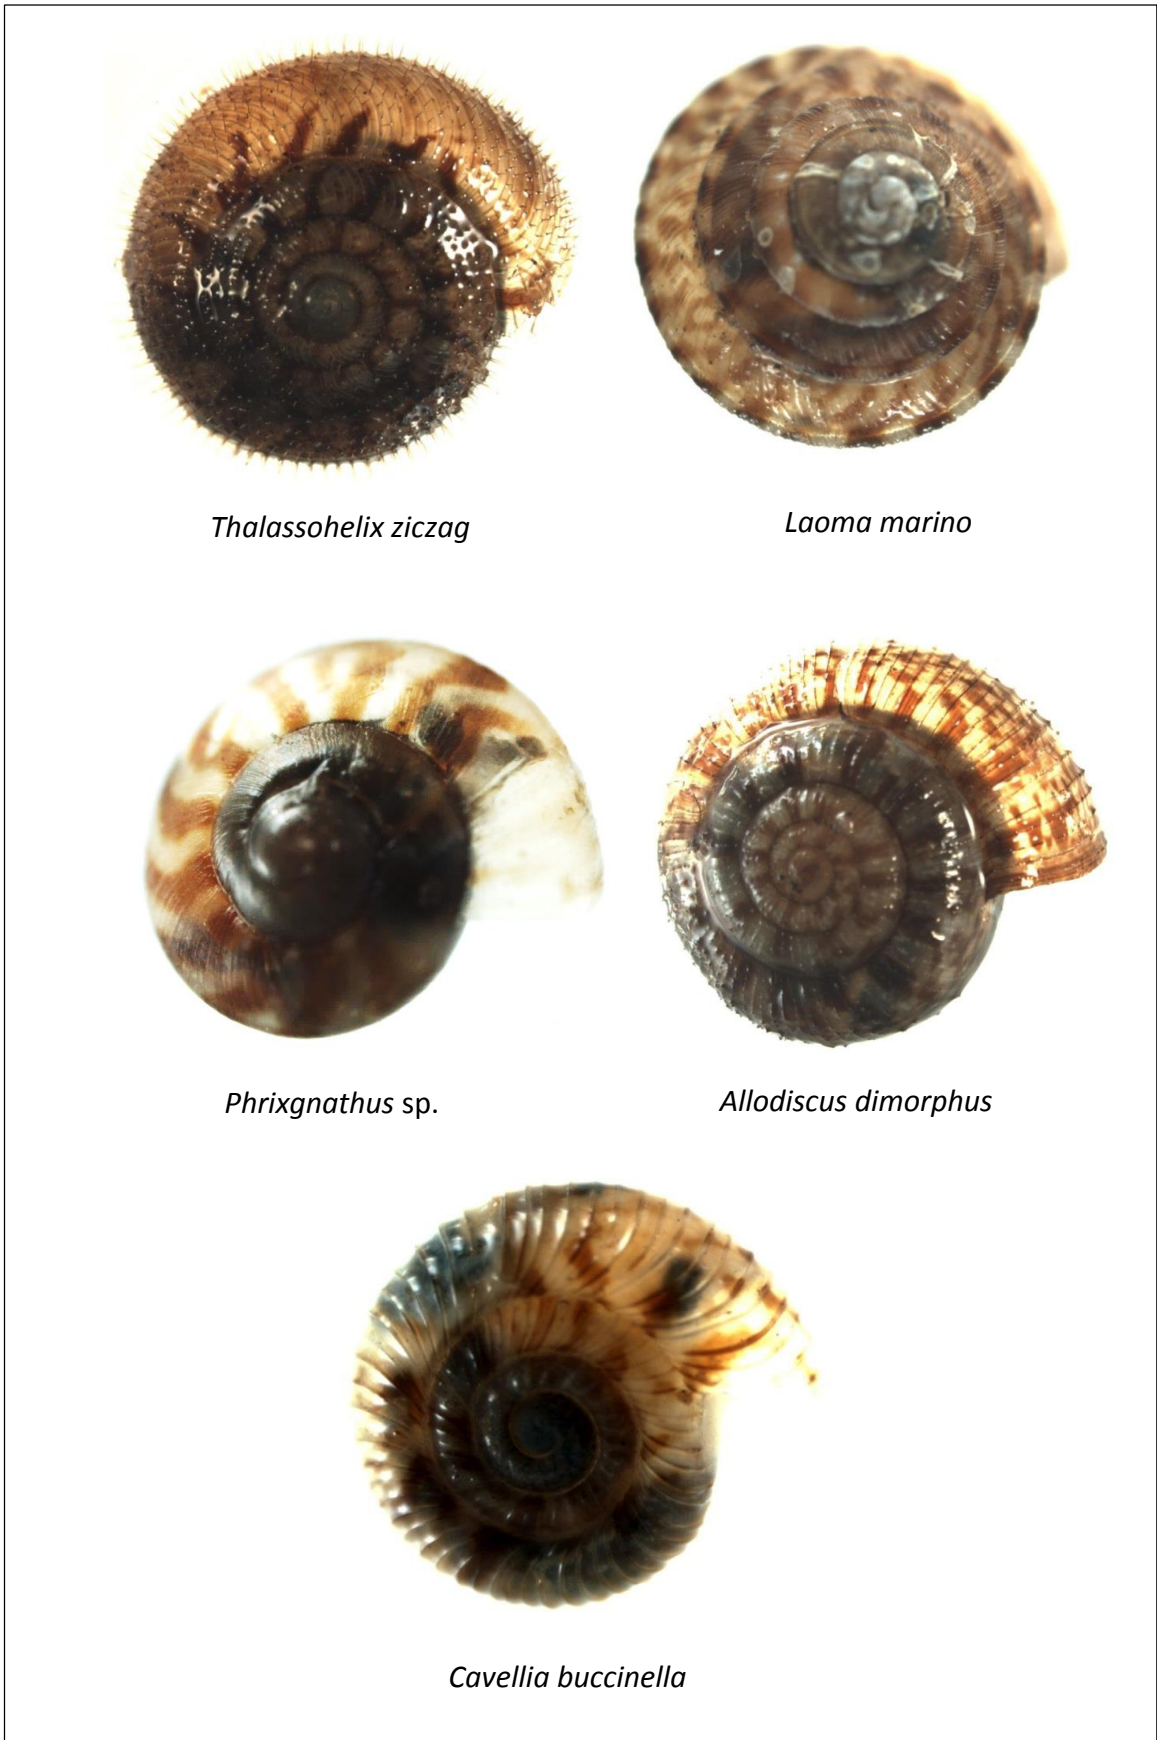 Thalassohelix ziczag
Laoma marino
Phrixgnathus sp.
Allodiscus dimorphus
Cavellia buccinella